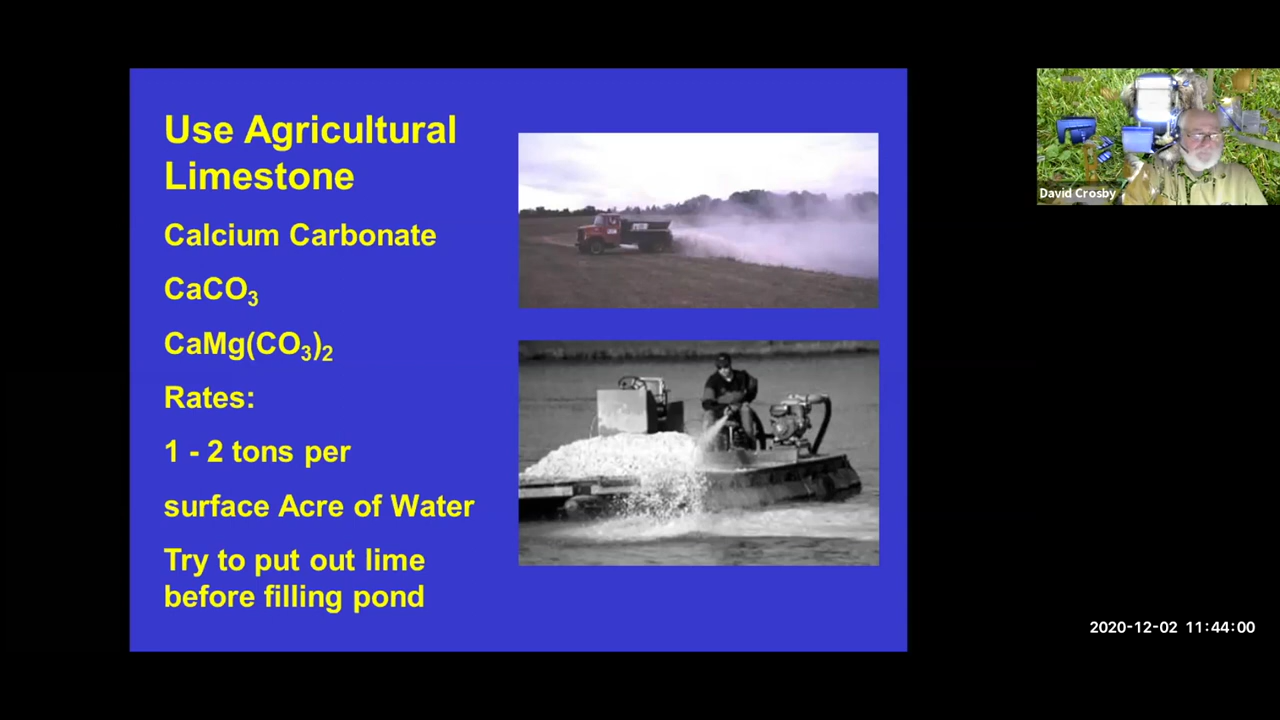 Use Agricultural
Limestone
Calcium Carbonate
CaCO₃
CaMg(CO₃)₂
Rates:
1 - 2 tons per
surface Acre of Water
Try to put out lime
before filling pond
David Crosby
2020-12-02 11:44:00